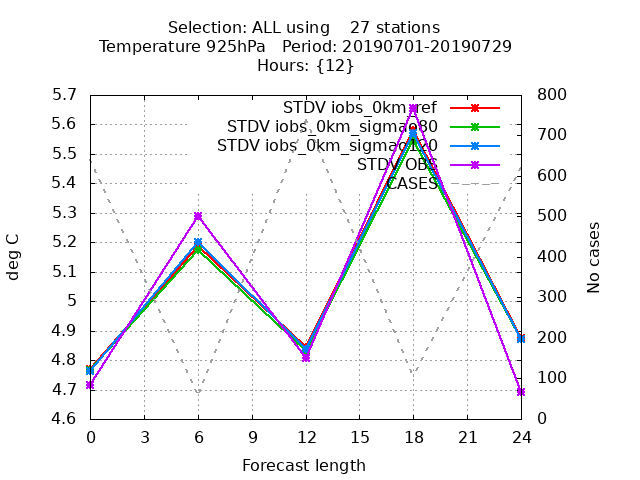 Selection: ALL using    27 stations
Temperature 925hPa   Period: 20190701-20190729
Hours: {12}
STDV iobs_0km_ref
STDV iobs_0km_sigmao80
STDV iobs_0km_sigmao120
STDV OBS
CASES
deg C
5.7
5.6
5.5
5.4
5.3
5.2
5.1
5
4.9
4.8
4.7
4.6
800
700
600
500
400
300
200
100
0
No cases
0 3 6 9 12 15 18 21 24
Forecast length